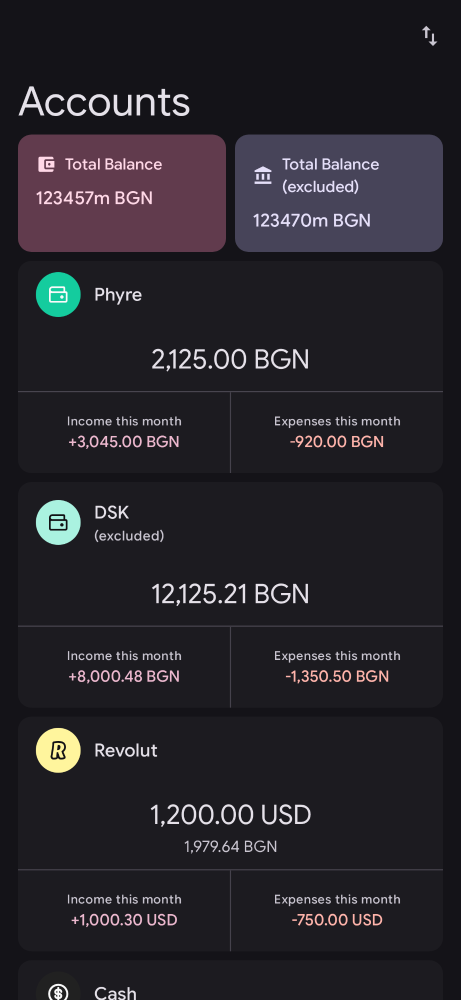 Accounts
Total Balance
123457m BGN
Total Balance
(excluded)
123470m BGN
Phyre
2,125.00 BGN
Income this month
+3,045.00 BGN
Expenses this month
-920.00 BGN
DSK
(excluded)
12,125.21 BGN
Income this month
+8,000.48 BGN
Expenses this month
-1,350.50 BGN
R
Revolut
1,200.00 USD
1,979.64 BGN
Income this month
+1,000.30 USD
Expenses this month
-750.00 USD
Cash